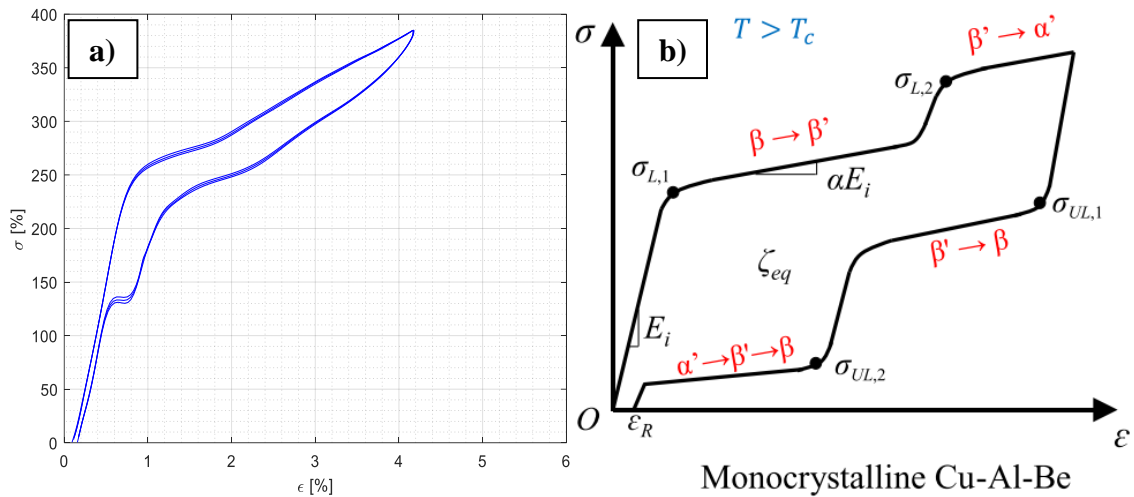 a)
400
350
300
250
200
150
100
50
0
σ [%]
0 1 2 3 4 5 6
ϵ [%]
b)
σ
T > T_c
β' → α'
σ_{L,2}
β → β'
σ_{L,1}
αE_i
σ_{UL,1}
β' → β
ζ_{eq}
E_i
α' → β' → β
σ_{UL,2}
O
ε_R
ε
Monocrystalline Cu-Al-Be